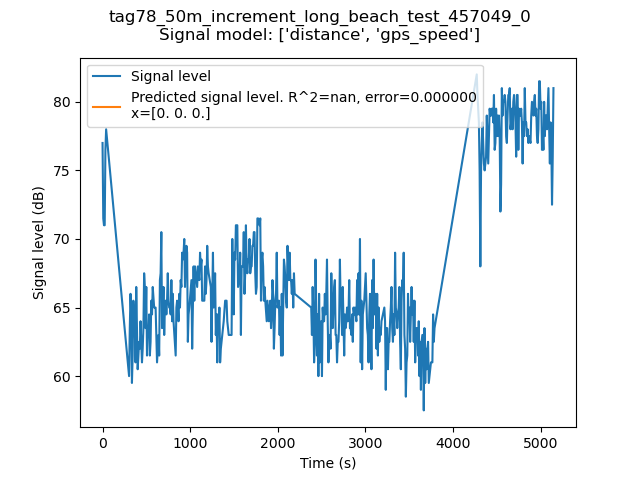 tag78_50m_increment_long_beach_test_457049_0
Signal model: ['distance', 'gps_speed']
Signal level
Predicted signal level. R^2=nan, error=0.000000
x=[0. 0. 0.]
80
75
70
65
60
Signal level (dB)
0 1000 2000 3000 4000 5000
Time (s)